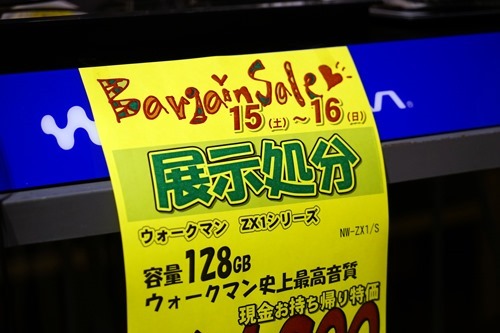 Bargain Sale
15(土)～16(日)
展示処分
ウォークマン ZX1シリーズ
NW-ZX1/S
容量128GB
ウォークマン史上最高音質
現金お持ち帰り特価